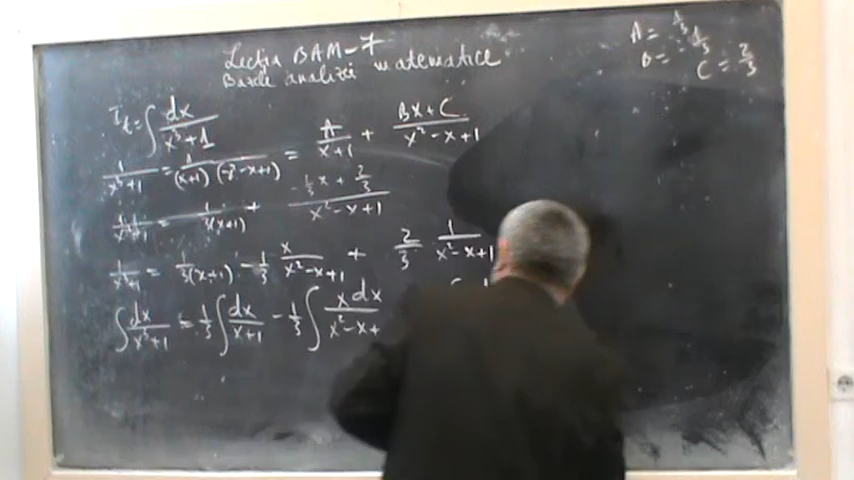 Lecția BAM-7
Bazele analizei matematice
A = 1/3
B = -1/3
C = 2/3
I_t = ∫ dx/(x³+1)
1/(x³+1) = 1/((x+1)(x²-x+1)) = A/(x+1) + (Bx+C)/(x²-x+1)
1/(x³+1) = 1/(3(x+1)) + (-1/3 x + 2/3)/(x²-x+1)
1/(x³+1) = 1/(3(x+1)) - 1/3 x/(x²-x+1) + 2/3 1/(x²-x+1)
∫ dx/(x³+1) = 1/3 ∫ dx/(x+1) - 1/3 ∫ x dx/(x²-x+